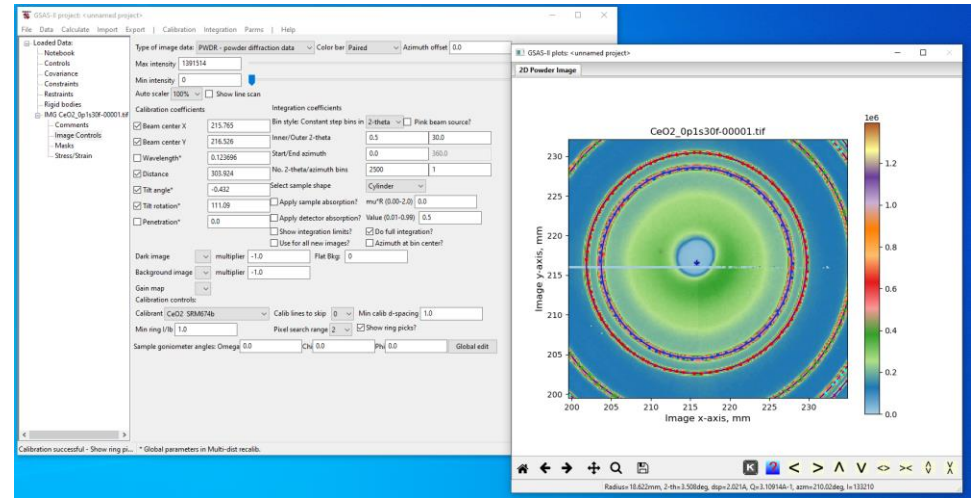 GSAS-II project: <unnamed project>
File Data Calculate Import Export | Calibration Integration Parms | Help
Loaded Data:
Notebook
Controls
Covariance
Constraints
Restraints
Rigid bodies
IMG CeO2_0p1s30f-00001.tif
Comments
Image Controls
Masks
Stress/Strain
Type of image data: PWDR - powder diffraction data Color bar Paired Azimuth offset 0.0
Max intensity 1391514
Min intensity 0
Auto scaler 100% Show line scan
Calibration coefficients
Beam center X 215.765
Beam center Y 216.526
Wavelength* 0.123696
Distance 303.924
Tilt angle* -0.432
Tilt rotation* 111.09
Penetration* 0.0
Integration coefficients
Bin style: Constant step bins in 2-theta Pink beam source?
Inner/Outer 2-theta 0.5 30.0
Start/End azimuth 0.0 360.0
No. 2-theta/azimuth bins 2500 1
Select sample shape Cylinder
Apply sample absorption? mu*R (0.00-2.0) 0.0
Apply detector absorption? Value (0.01-0.99) 0.5
Show integration limits? Do full integration?
Use for all new images? Azimuth at bin center?
Dark image multiplier -1.0 Flat Bkg: 0
Background image multiplier -1.0
Gain map
Calibration controls:
Calibrant CeO2 SRM674b Calib lines to skip 0 Min calib d-spacing 1.0
Min ring I/Ib 1.0 Pixel search range 2 Show ring picks?
Sample goniometer angles: Omega 0.0 Chi 0.0 Phi 0.0 Global edit
Calibration successful - Show ring pi... * Global parameters in Multi-dist recalib.
GSAS-II plots: <unnamed project>
2D Powder Image
CeO2_0p1s30f-00001.tif
1e6
230
225
220
215
210
205
200
Image y-axis, mm
200 205 210 215 220 225 230
Image x-axis, mm
1.2
1.0
0.8
0.6
0.4
0.2
0.0
K ? < > Λ V <> ><
Radius=18.622mm, 2-th=3.508deg, dsp=2.021A, Q=3.10914A-1, azm=210.02deg, I=133210